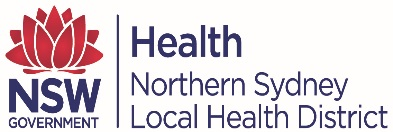 NSW
GOVERNMENT
Health
Northern Sydney
Local Health District